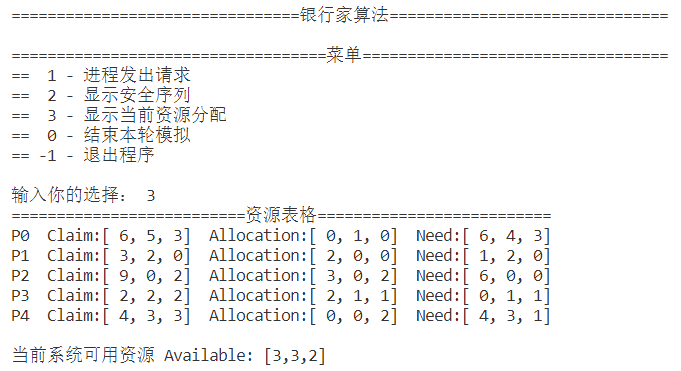 ================================银行家算法===============================
===================================菜单==================================
==  1 - 进程发出请求
==  2 - 显示安全序列
==  3 - 显示当前资源分配
==  0 - 结束本轮模拟
== -1 - 退出程序
输入你的选择： 3
==========================资源表格==========================
P0  Claim:[ 6, 5, 3]  Allocation:[ 0, 1, 0]  Need:[ 6, 4, 3]
P1  Claim:[ 3, 2, 0]  Allocation:[ 2, 0, 0]  Need:[ 1, 2, 0]
P2  Claim:[ 9, 0, 2]  Allocation:[ 3, 0, 2]  Need:[ 6, 0, 0]
P3  Claim:[ 2, 2, 2]  Allocation:[ 2, 1, 1]  Need:[ 0, 1, 1]
P4  Claim:[ 4, 3, 3]  Allocation:[ 0, 0, 2]  Need:[ 4, 3, 1]
当前系统可用资源 Available: [3,3,2]